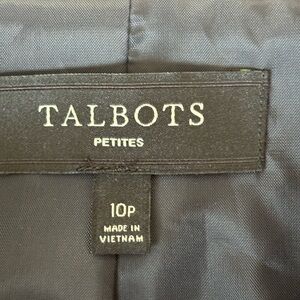 TALBOTS
PETITES
10P
MADE IN
VIETNAM